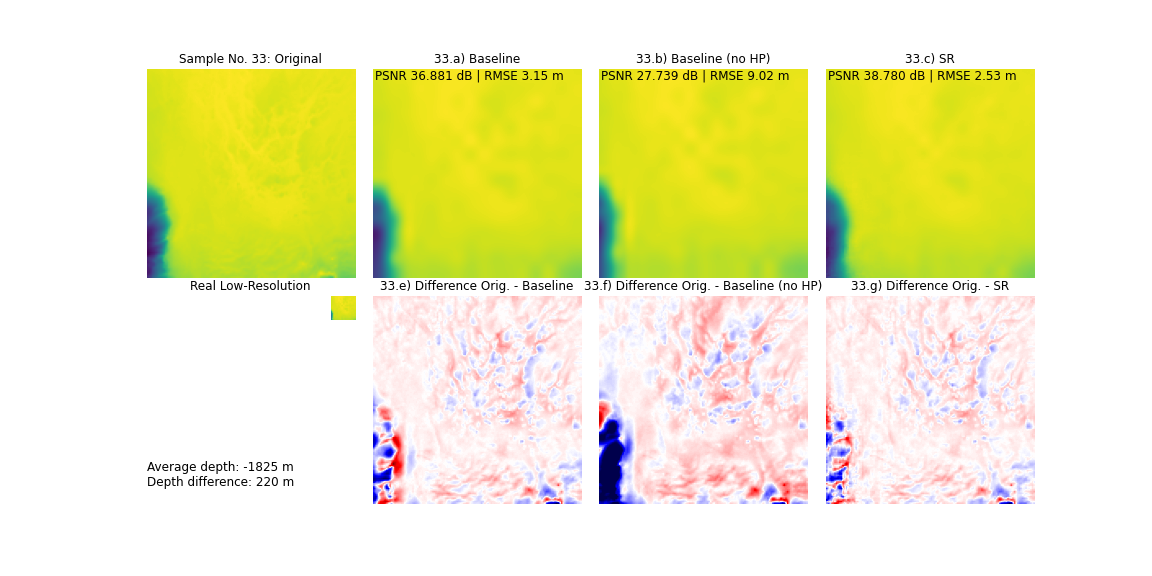 Sample No. 33: Original
33.a) Baseline
33.b) Baseline (no HP)
33.c) SR
PSNR 36.881 dB | RMSE 3.15 m
PSNR 27.739 dB | RMSE 9.02 m
PSNR 38.780 dB | RMSE 2.53 m
Real Low-Resolution
33.e) Difference Orig. - Baseline
33.f) Difference Orig. - Baseline (no HP)
33.g) Difference Orig. - SR
Average depth: -1825 m
Depth difference: 220 m